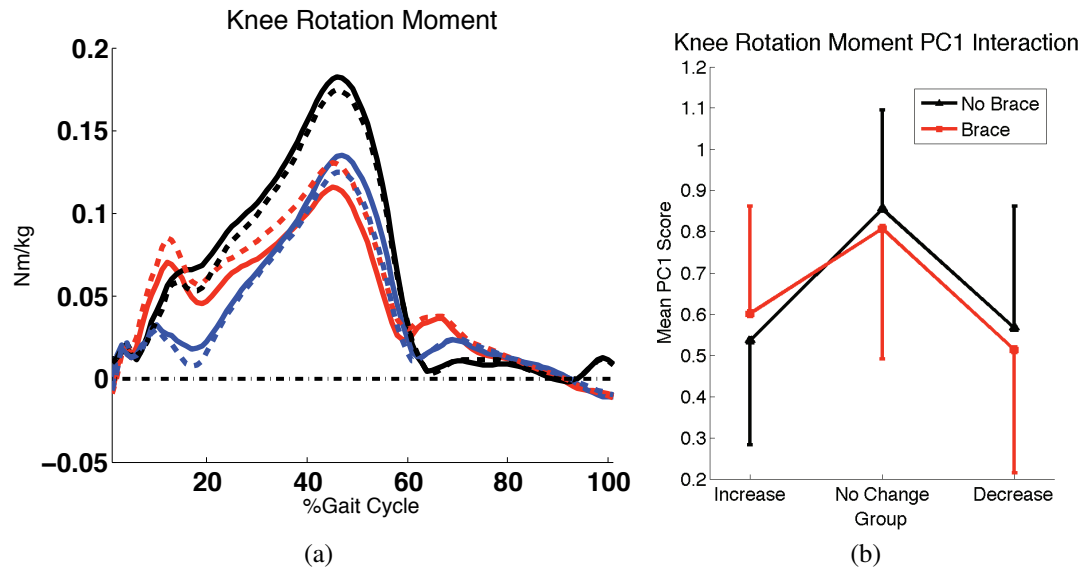 Knee Rotation Moment
0.2
0.15
0.1
0.05
0
−0.05
Nm/kg
20
40
60
80
100
%Gait Cycle
(a)
Knee Rotation Moment PC1 Interaction
1.2
1.1
1
0.9
0.8
0.7
0.6
0.5
0.4
0.3
0.2
Mean PC1 Score
No Brace
Brace
Increase
No Change
Decrease
Group
(b)